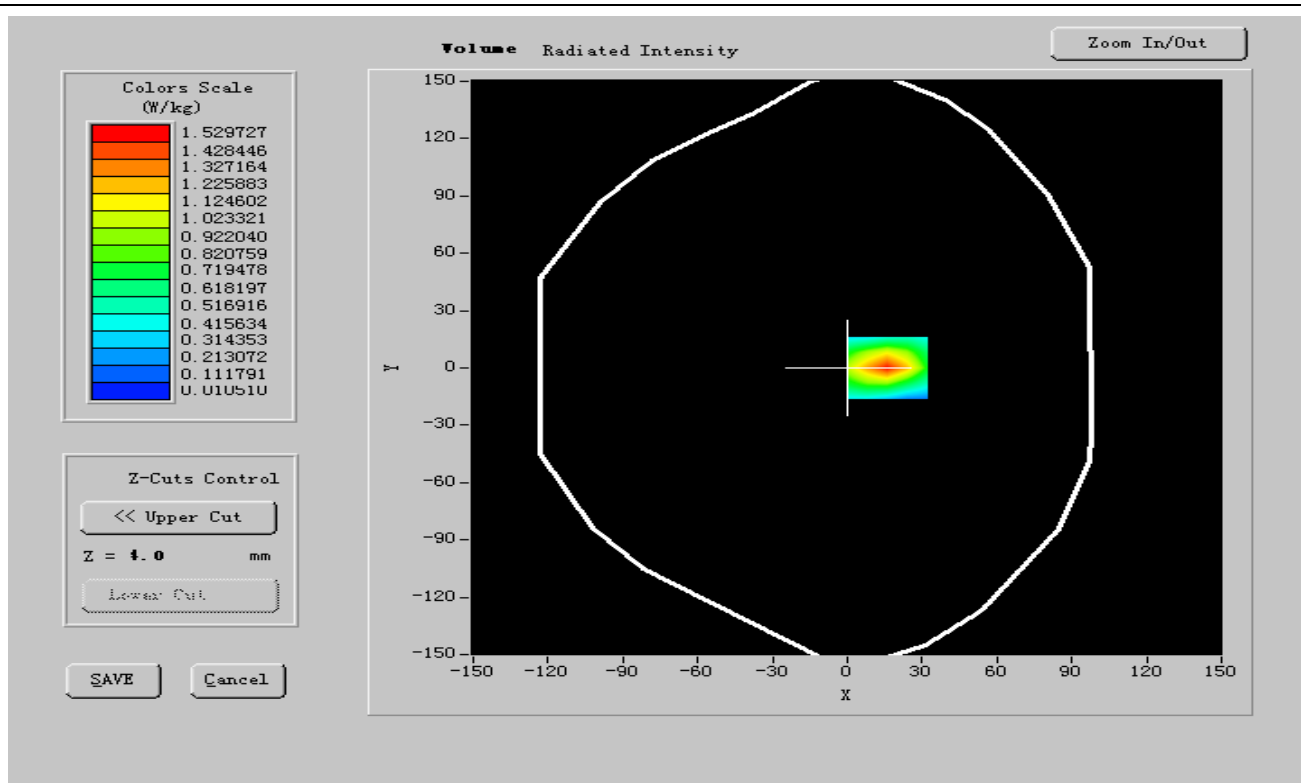 Volume Radiated Intensity
Zoom In/Out
Colors Scale
(W/kg)
1.529727
1.428446
1.327164
1.225883
1.124602
1.023321
0.922040
0.820759
0.719478
0.618197
0.516916
0.415634
0.314353
0.213072
0.111791
0.010510
150
120
90
60
30
0
-30
-60
-90
-120
-150
Y
-150 -120 -90 -60 -30 0 30 60 90 120 150
X
Z-Cuts Control
<< Upper Cut
Z = 4.0 mm
Lower Cut
SAVE
Cancel